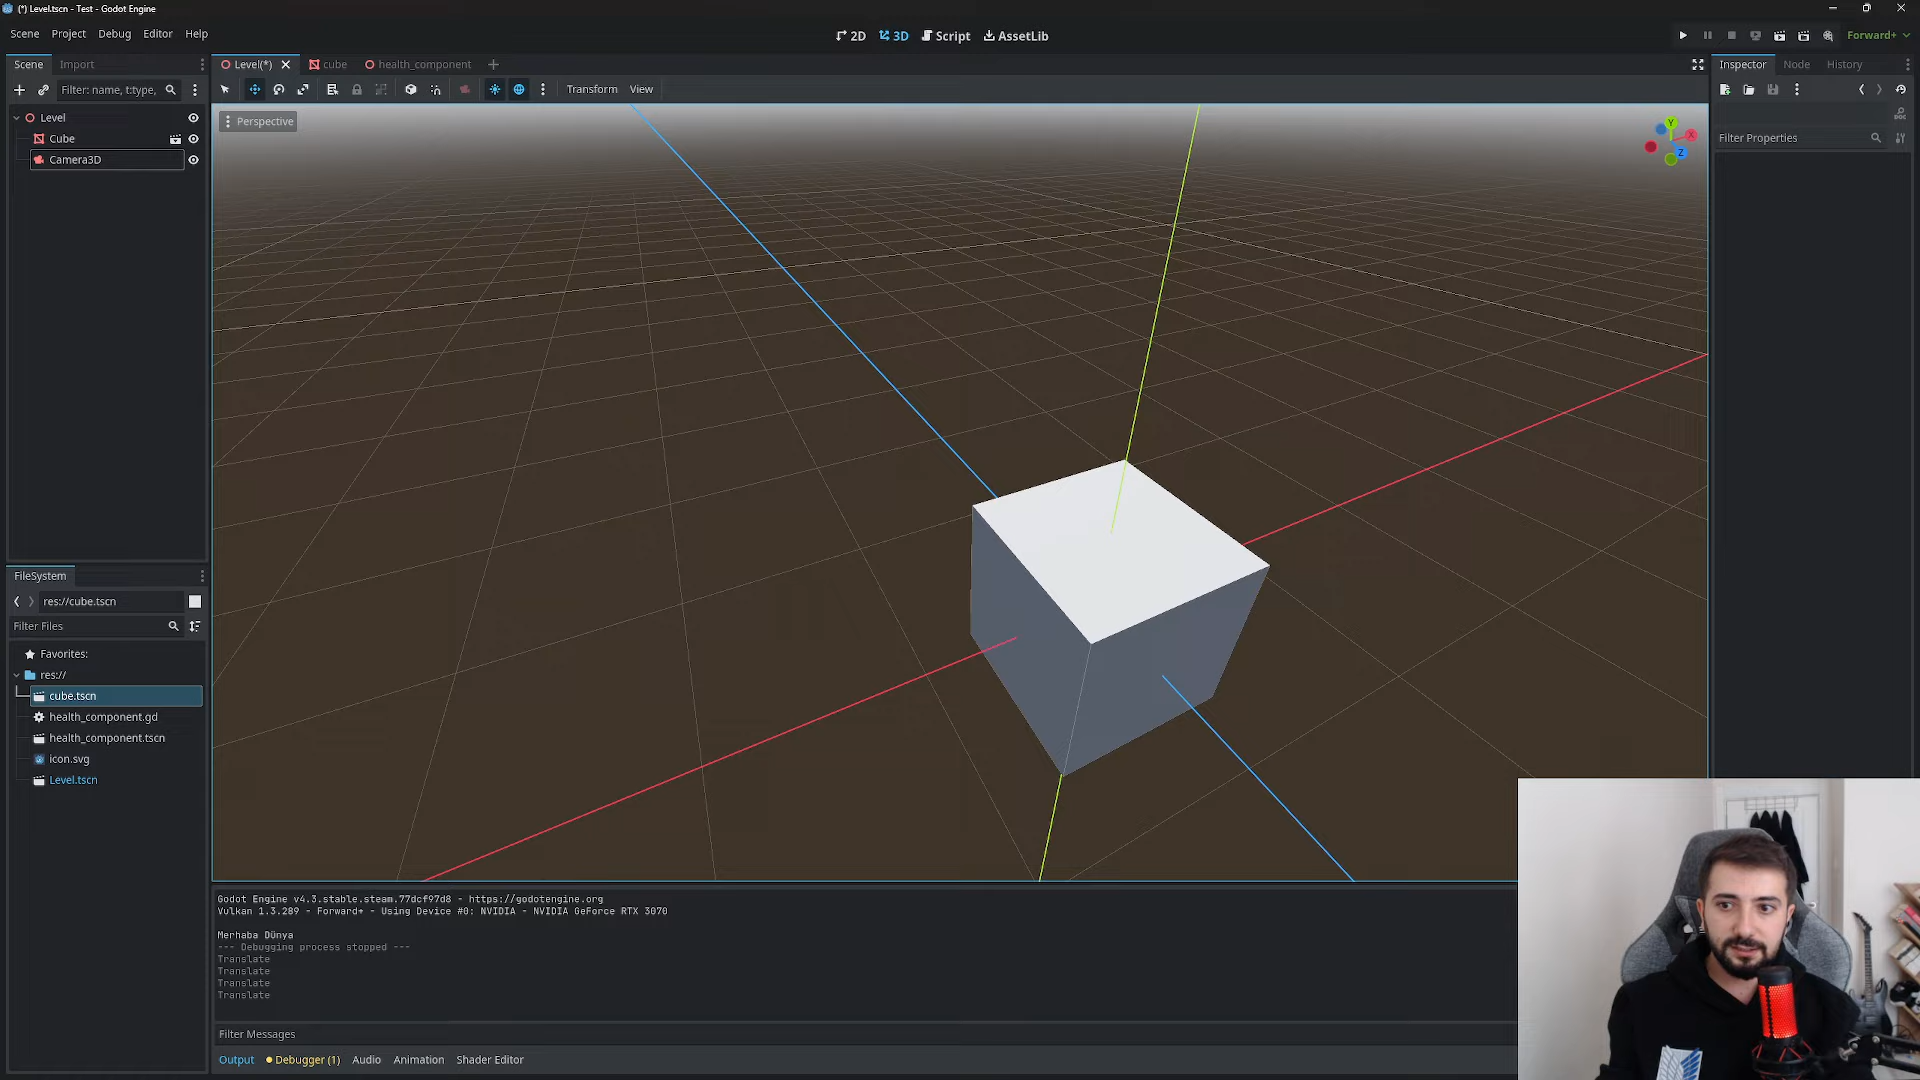 (*) Level.tscn - Test - Godot Engine
Scene Project Debug Editor Help
2D 3D Script AssetLib
Forward+
Scene Import
Level(*) cube health_component
Inspector Node History
Filter: name, t:type,
Transform View
Level
Cube
Camera3D
Perspective
Y
X
Z
DOC
Filter Properties
FileSystem
res://cube.tscn
Filter Files
Favorites:
res://
cube.tscn
health_component.gd
health_component.tscn
icon.svg
Level.tscn
Godot Engine v4.3.stable.steam.77dcf97d8 - https://godotengine.org
Vulkan 1.3.289 - Forward+ - Using Device #0: NVIDIA - NVIDIA GeForce RTX 3070
Merhaba Dünya
--- Debugging process stopped ---
Translate
Translate
Translate
Translate
Filter Messages
Output Debugger (1) Audio Animation Shader Editor